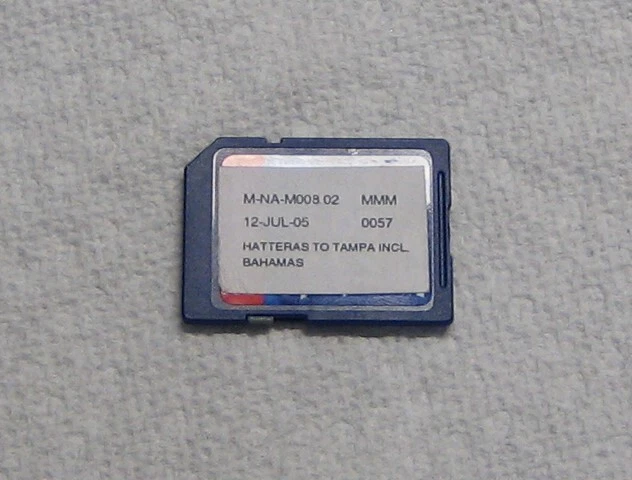 M-NA-M008.02 MMM
12-JUL-05 0057
HATTERAS TO TAMPA INCL.
BAHAMAS